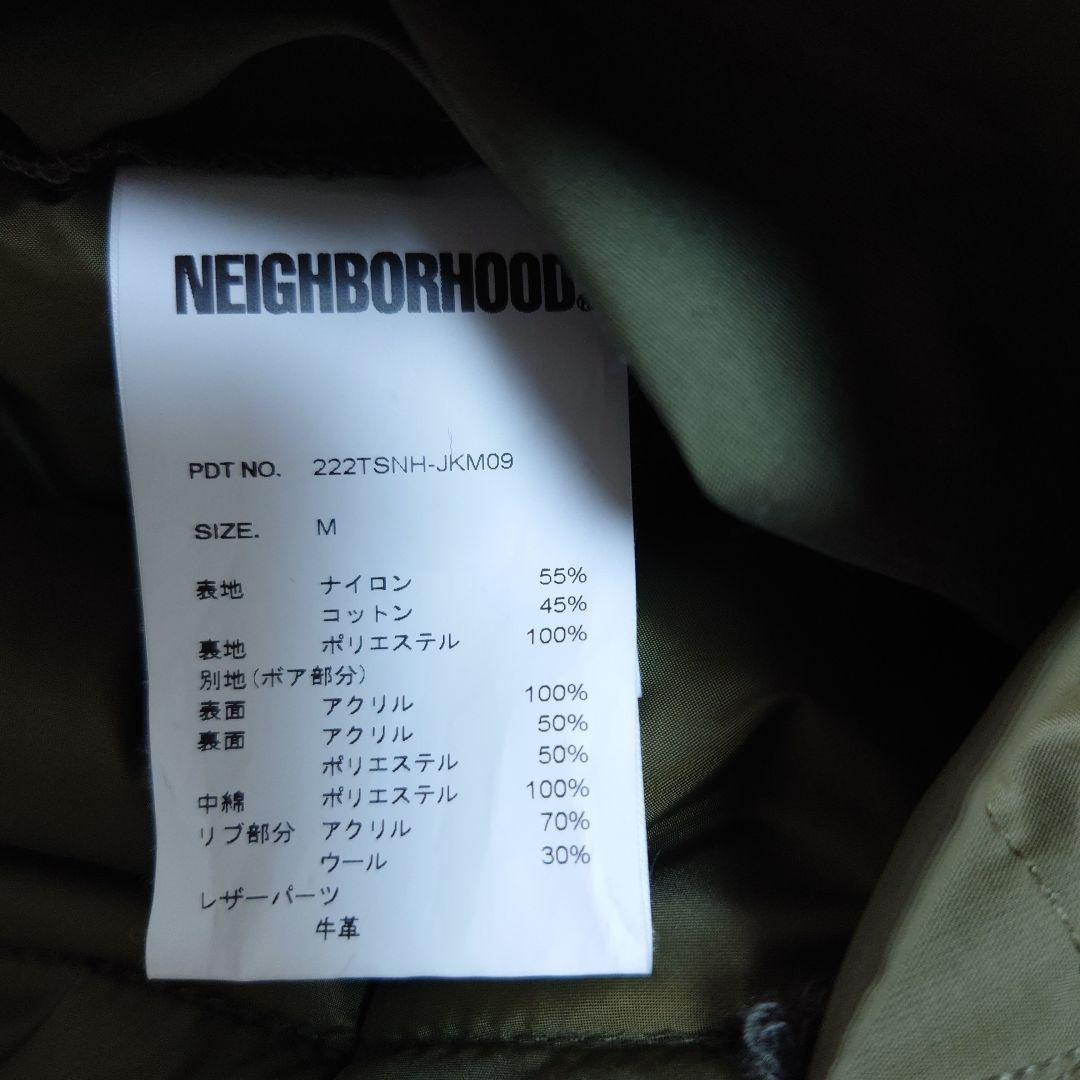 NEIGHBORHOOD®
PDT NO. 222TSNH-JKM09
SIZE. M
表地 ナイロン 55%
コットン 45%
裏地 ポリエステル 100%
別地(ボア部分)
表面 アクリル 100%
裏面 アクリル 50%
ポリエステル 50%
中綿 ポリエステル 100%
リブ部分 アクリル 70%
ウール 30%
レザーパーツ
牛革